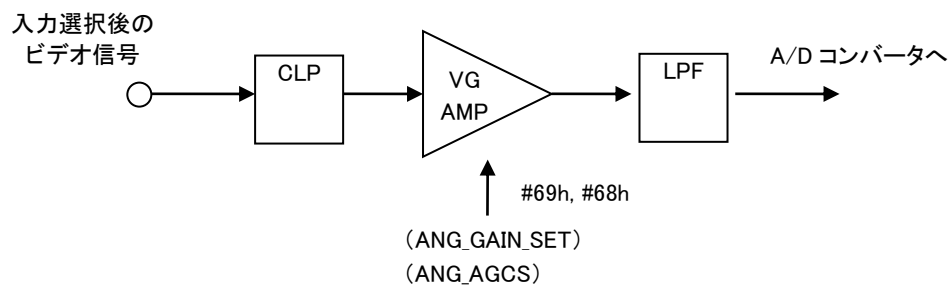 入力選択後の
ビデオ信号
CLP
VG
AMP
LPF
A/D コンバータへ
#69h, #68h
（ANG_GAIN_SET）
（ANG_AGCS）